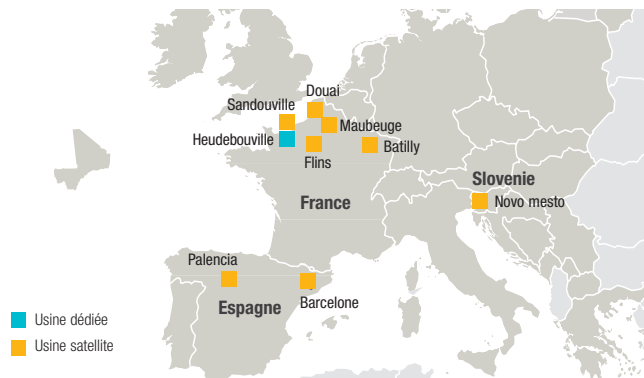 Douai
Sandouville
Maubeuge
Heudebouville
Batilly
Flins
Slovenie
France
Novo mesto
Palencia
Espagne
Barcelone
Usine dédiée
Usine satellite